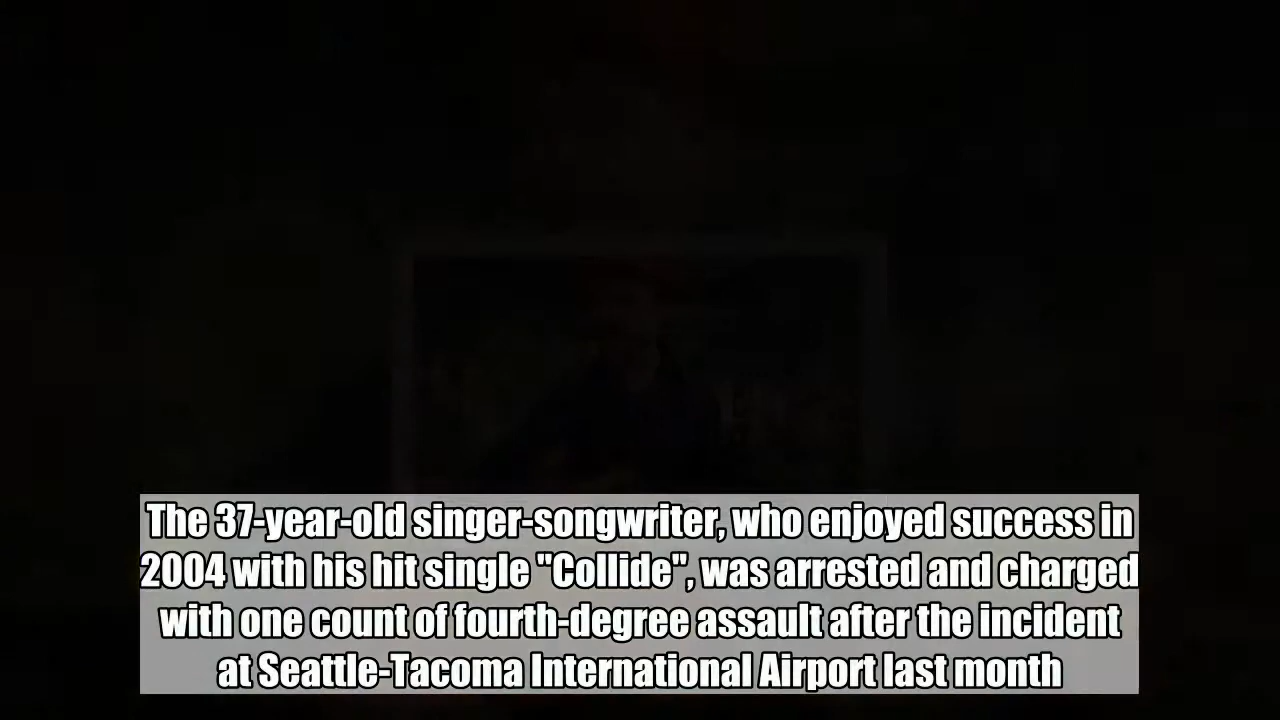 The 37-year-old singer-songwriter, who enjoyed success in
2004 with his hit single "Collide", was arrested and charged
with one count of fourth-degree assault after the incident
at Seattle-Tacoma International Airport last month